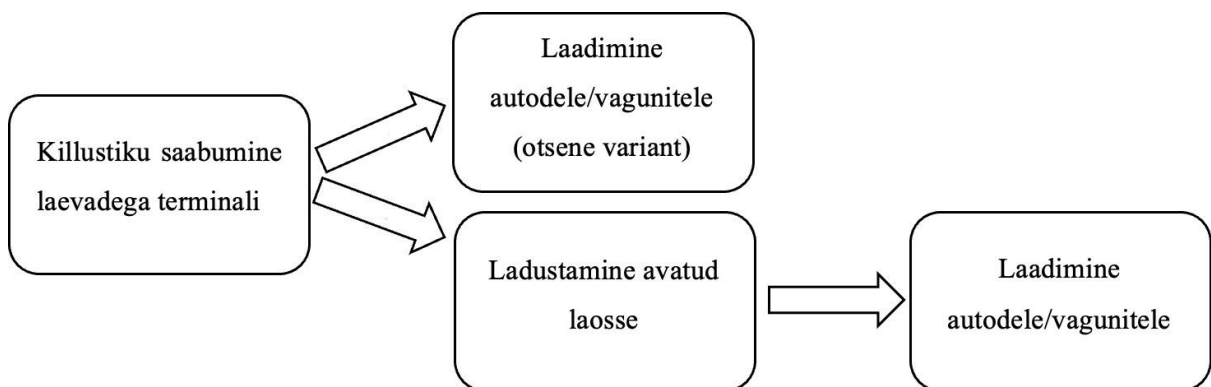 Killustiku saabumine
laevadega terminali
Laadimine
autodele/vagunitele
(otsene variant)
Ladustamine avatud
laosse
Laadimine
autodele/vagunitele